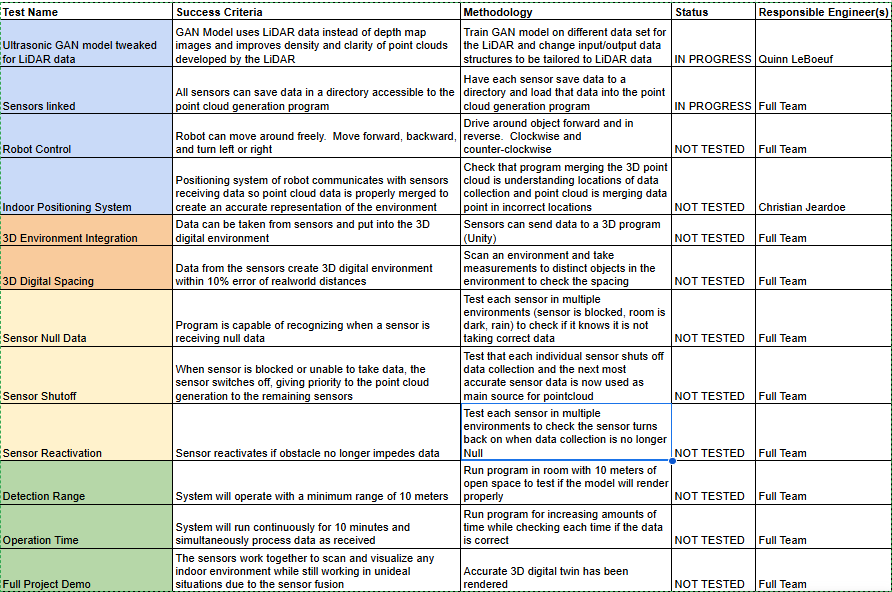 Test Name Success Criteria Methodology Status Responsible Engineer(s)
Ultrasonic GAN model tweaked
for LiDAR data
GAN Model uses LiDAR data instead of depth map
images and improves density and clarity of point clouds
developed by the LiDAR
Train GAN model on different data set for
the LiDAR and change input/output data
structures to be tailored to LiDAR data
IN PROGRESS
Quinn LeBoeuf
Sensors linked
All sensors can save data in a directory accessible to the
point cloud generation program
Have each sensor save data to a
directory and load that data into the point
cloud generation program
IN PROGRESS
Full Team
Robot Control
Robot can move around freely.  Move forward, backward,
and turn left or right
Drive around object forward and in
reverse.  Clockwise and
counter-clockwise
NOT TESTED
Full Team
Indoor Positioning System
Positioning system of robot communicates with sensors
receiving data so point cloud data is properly merged to
create an accurate representation of the environment
Check that program merging the 3D point
cloud is understanding locations of data
collection and point cloud is merging data
point in incorrect locations
NOT TESTED
Christian Jeardoe
3D Environment Integration
Data can be taken from sensors and put into the 3D
digital environment
Sensors can send data to a 3D program
(Unity)
NOT TESTED
Full Team
3D Digital Spacing
Data from the sensors create 3D digital environment
within 10% error of realworld distances
Scan an environment and take
measurements to distinct objects in the
environment to check the spacing
NOT TESTED
Full Team
Sensor Null Data
Program is capable of recognizing when a sensor is
receiving null data
Test each sensor in multiple
environments (sensor is blocked, room is
dark, rain) to check if it knows it is not
taking correct data
NOT TESTED
Full Team
Sensor Shutoff
When sensor is blocked or unable to take data, the
sensor switches off, giving priority to the point cloud
generation to the remaining sensors
Test that each individual sensor shuts off
data collection and the next most
accurate sensor data is now used as
main source for pointcloud
NOT TESTED
Full Team
Sensor Reactivation
Sensor reactivates if obstacle no longer impedes data
Test each sensor in multiple
environments to check the sensor turns
back on when data collection is no longer
Null
NOT TESTED
Full Team
Detection Range
System will operate with a minimum range of 10 meters
Run program in room with 10 meters of
open space to test if the model will render
properly
NOT TESTED
Full Team
Operation Time
System will run continuously for 10 minutes and
simultaneously process data as received
Run program for increasing amounts of
time while checking each time if the data
is correct
NOT TESTED
Full Team
Full Project Demo
The sensors work together to scan and visualize any
indoor environment while still working in unideal
situations due to the sensor fusion
Accurate 3D digital twin has been
rendered
NOT TESTED
Full Team